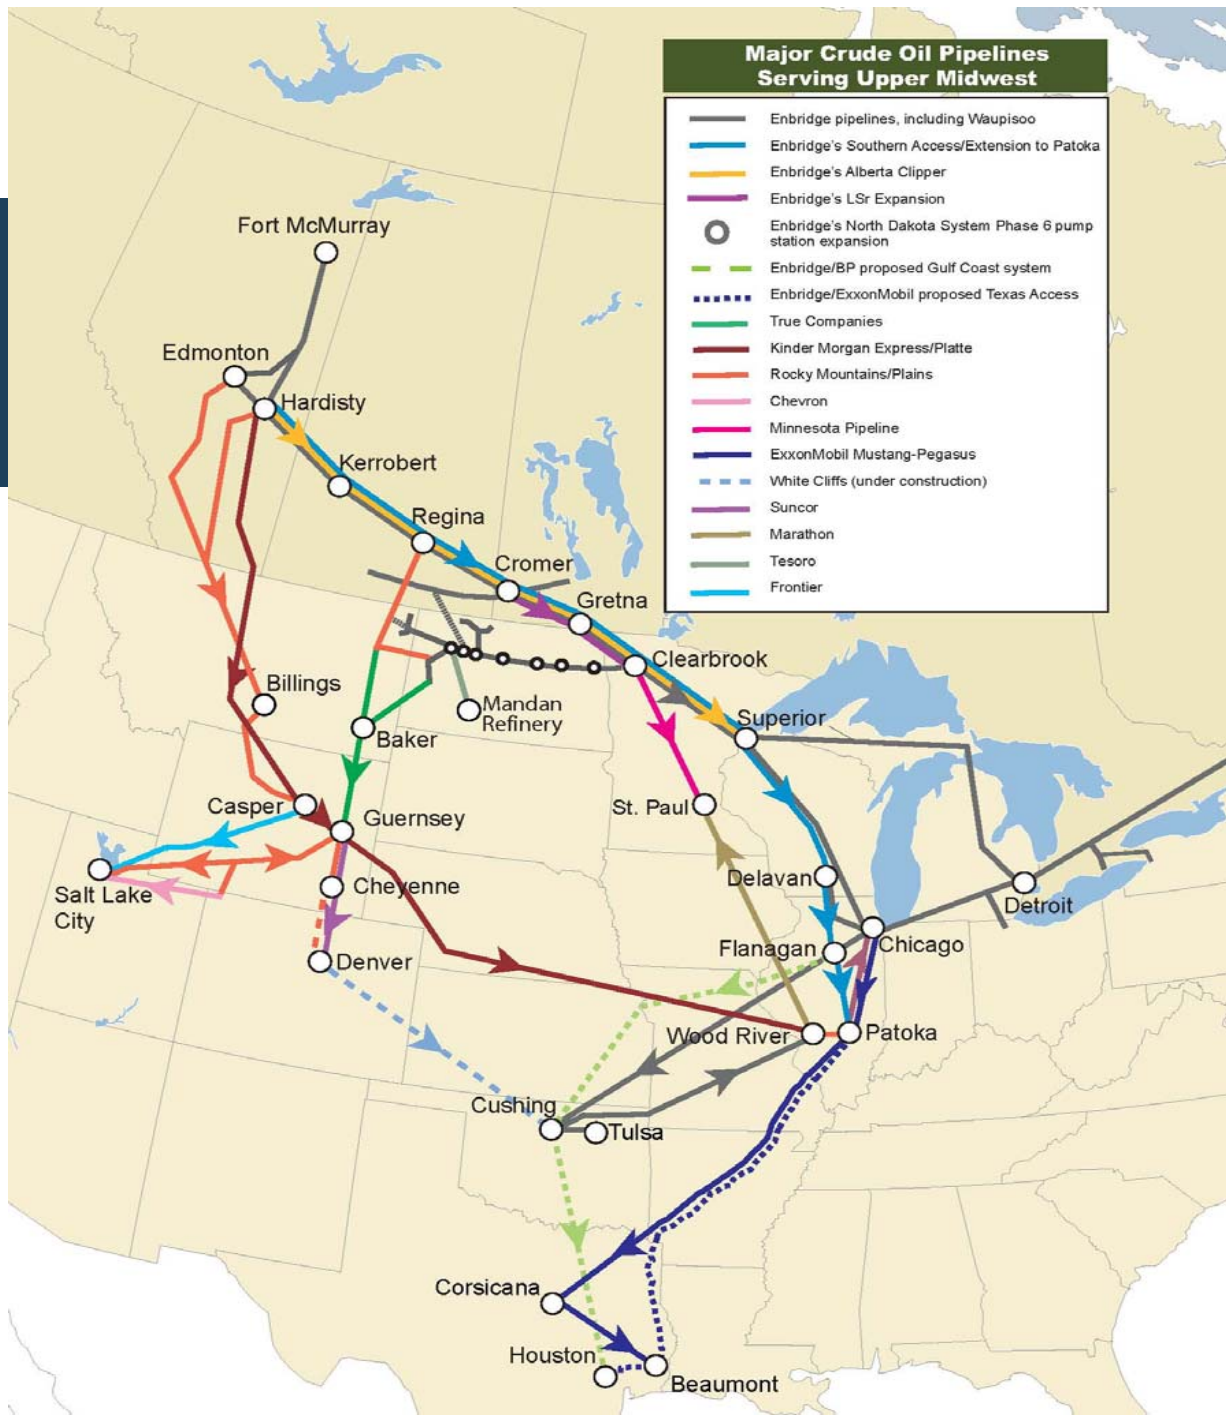 Major Crude Oil Pipelines
Serving Upper Midwest
Enbridge pipelines, including Waupisoo
Enbridge's Southern Access/Extension to Patoka
Enbridge's Alberta Clipper
Enbridge's LSr Expansion
Enbridge's North Dakota System Phase 6 pump
station expansion
Enbridge/BP proposed Gulf Coast system
Enbridge/ExxonMobil proposed Texas Access
True Companies
Kinder Morgan Express/Platte
Rocky Mountains/Plains
Chevron
Minnesota Pipeline
ExxonMobil Mustang-Pegasus
White Cliffs (under construction)
Suncor
Marathon
Tesoro
Frontier
Fort McMurray
Edmonton
Hardisty
Kerrobert
Regina
Cromer
Gretna
Clearbrook
Billings
Mandan
Refinery
Superior
Baker
Casper
Guernsey
St. Paul
Salt Lake
City
Cheyenne
Delavan
Detroit
Flanagan
Chicago
Denver
Wood River
Patoka
Cushing
Tulsa
Corsicana
Houston
Beaumont